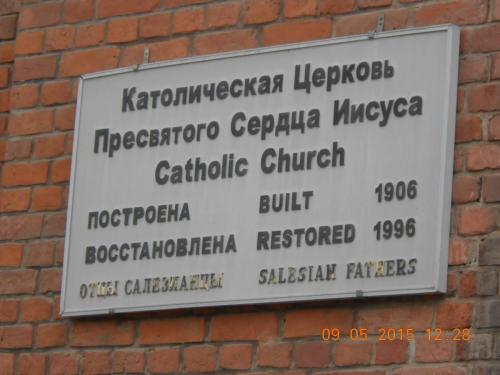 Католическая Церковь
Пресвятого Сердца Иисуса
Catholic Church
ПОСТРОЕНА BUILT 1906
ВОССТАНОВЛЕНА RESTORED 1996
ОТЦЫ САЛЕЗИАНЦЫ SALESIAN FATHERS
09 05 2015 12:28